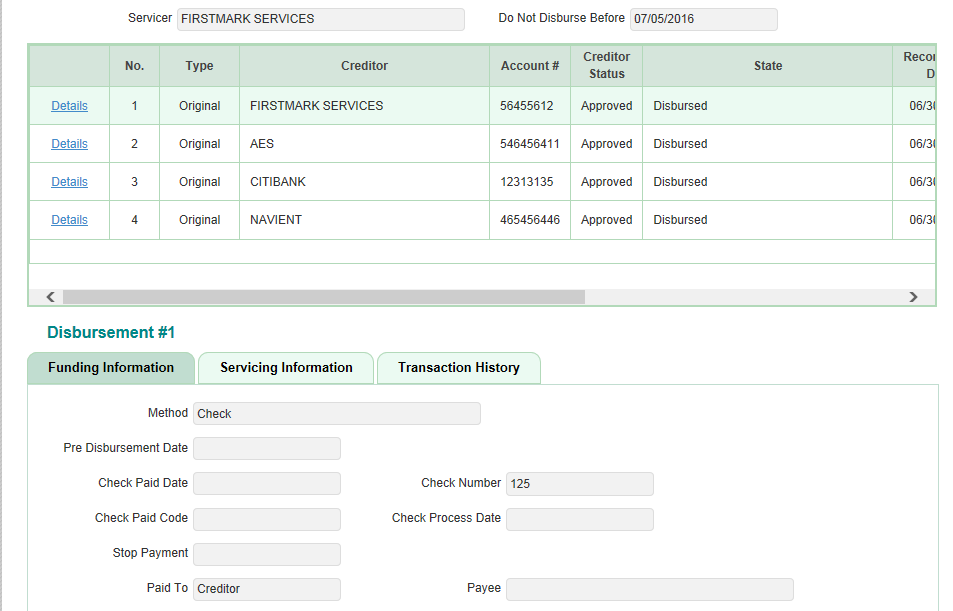 Servicer FIRSTMARK SERVICES Do Not Disburse Before 07/05/2016
No. Type Creditor Account # Creditor Status State
Details 1 Original FIRSTMARK SERVICES 56455612 Approved Disbursed
Details 2 Original AES 546456411 Approved Disbursed
Details 3 Original CITIBANK 12313135 Approved Disbursed
Details 4 Original NAVIENT 465456446 Approved Disbursed
Disbursement #1
Funding Information Servicing Information Transaction History
Method Check
Pre Disbursement Date
Check Paid Date Check Number 125
Check Paid Code Check Process Date
Stop Payment
Paid To Creditor Payee